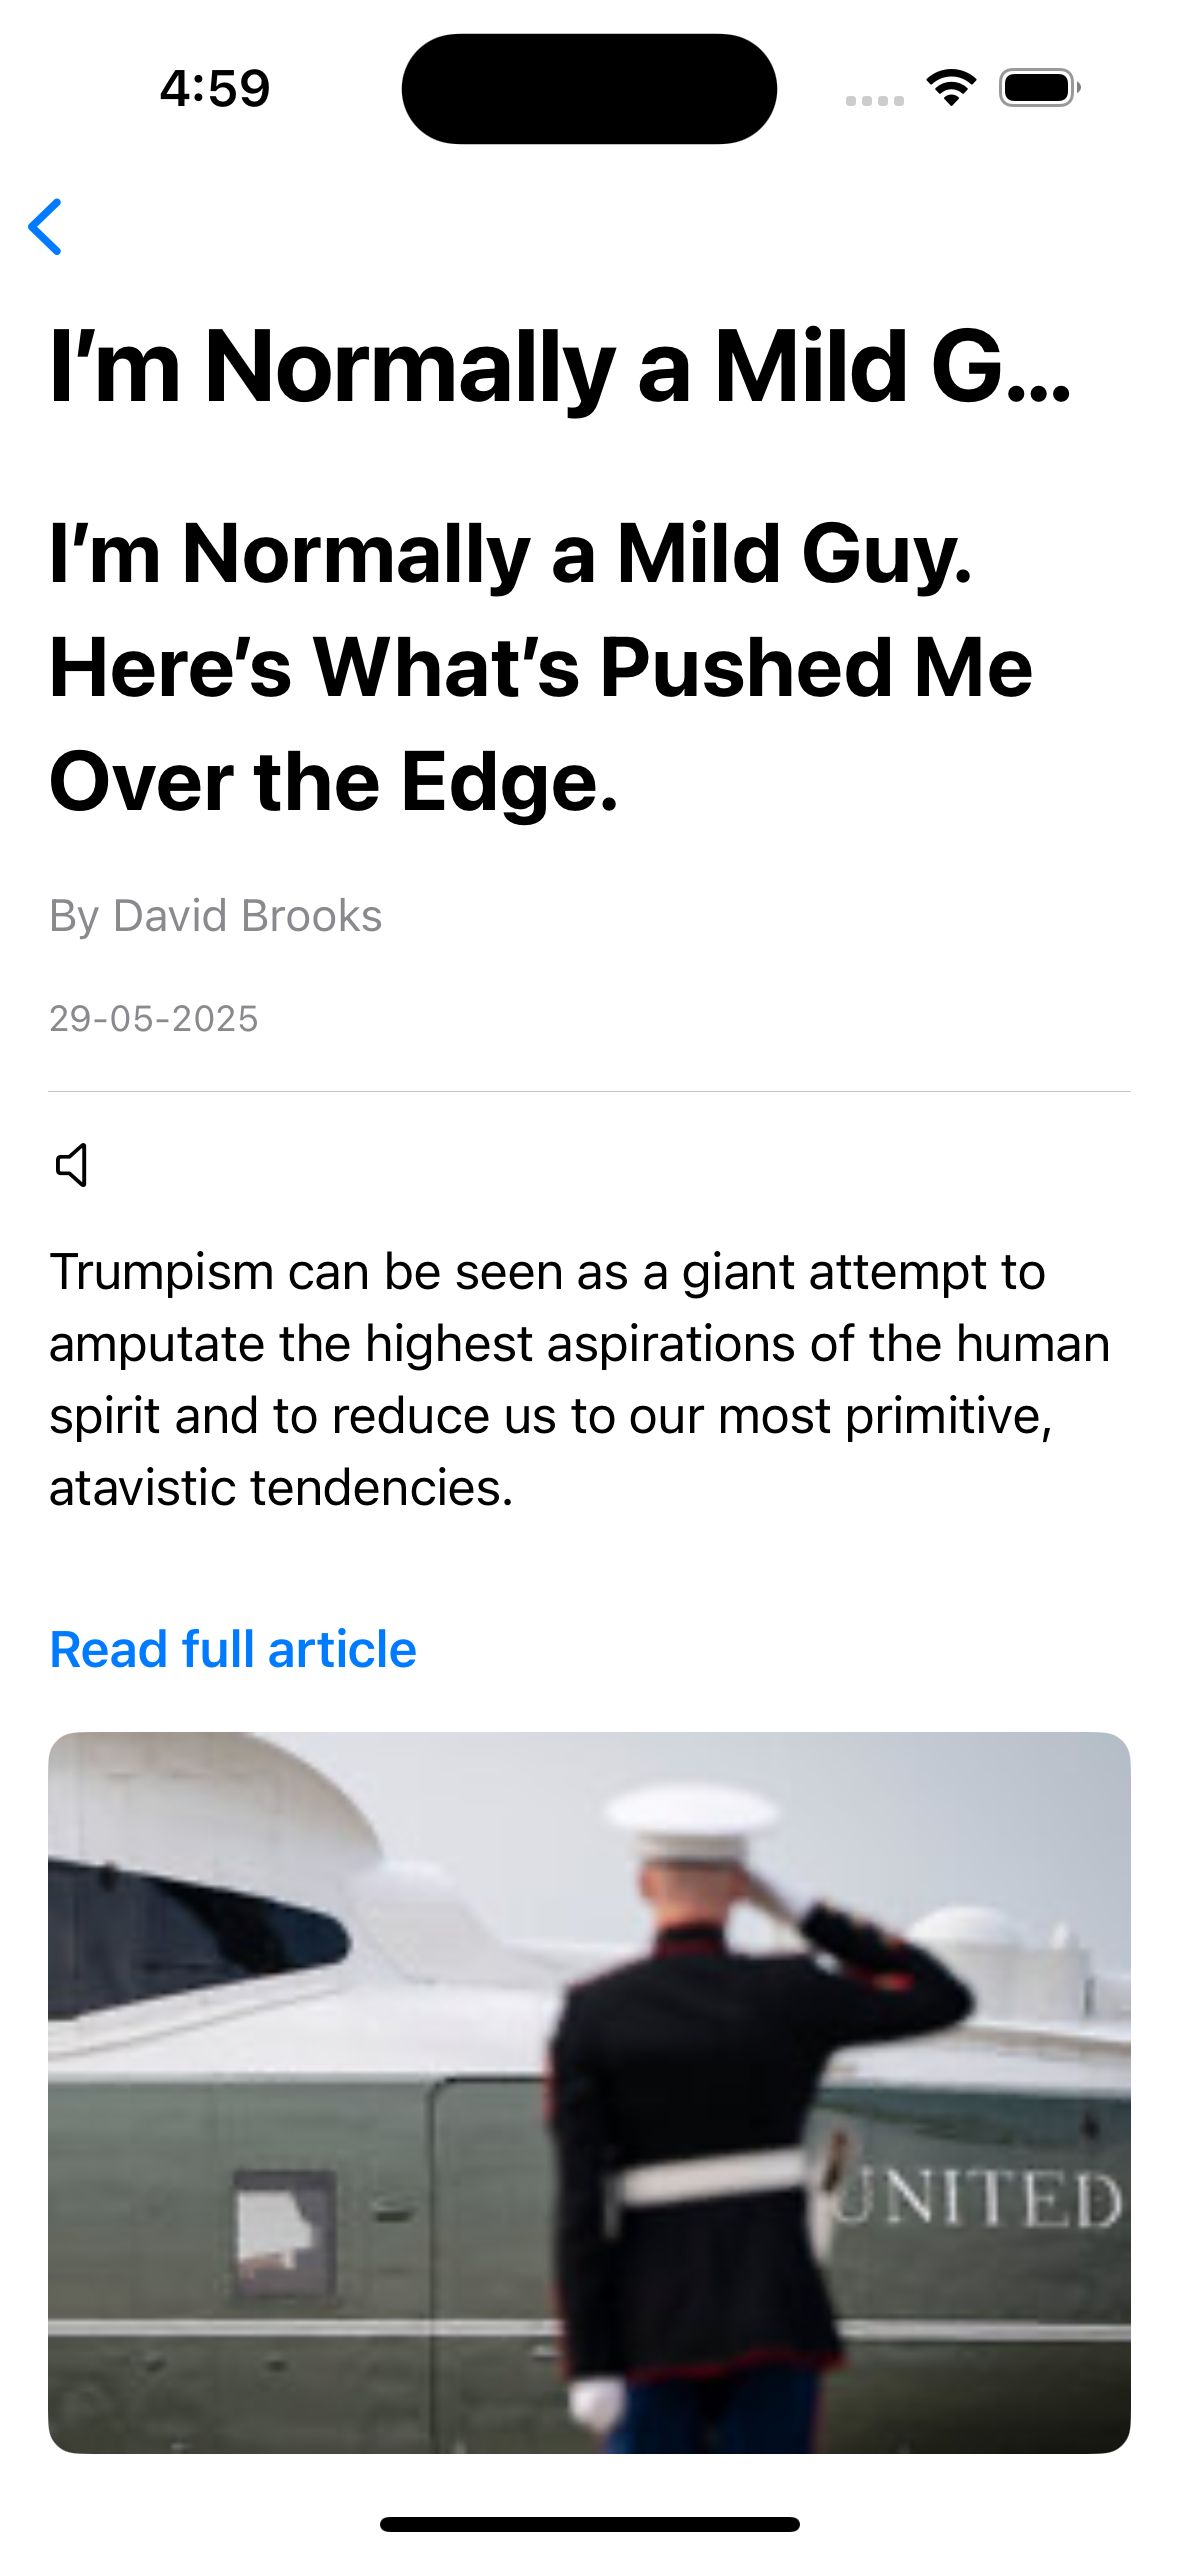 4:59
I’m Normally a Mild G...
I’m Normally a Mild Guy.
Here’s What’s Pushed Me
Over the Edge.
By David Brooks
29-05-2025
Trumpism can be seen as a giant attempt to
amputate the highest aspirations of the human
spirit and to reduce us to our most primitive,
atavistic tendencies.
Read full article
UNITED